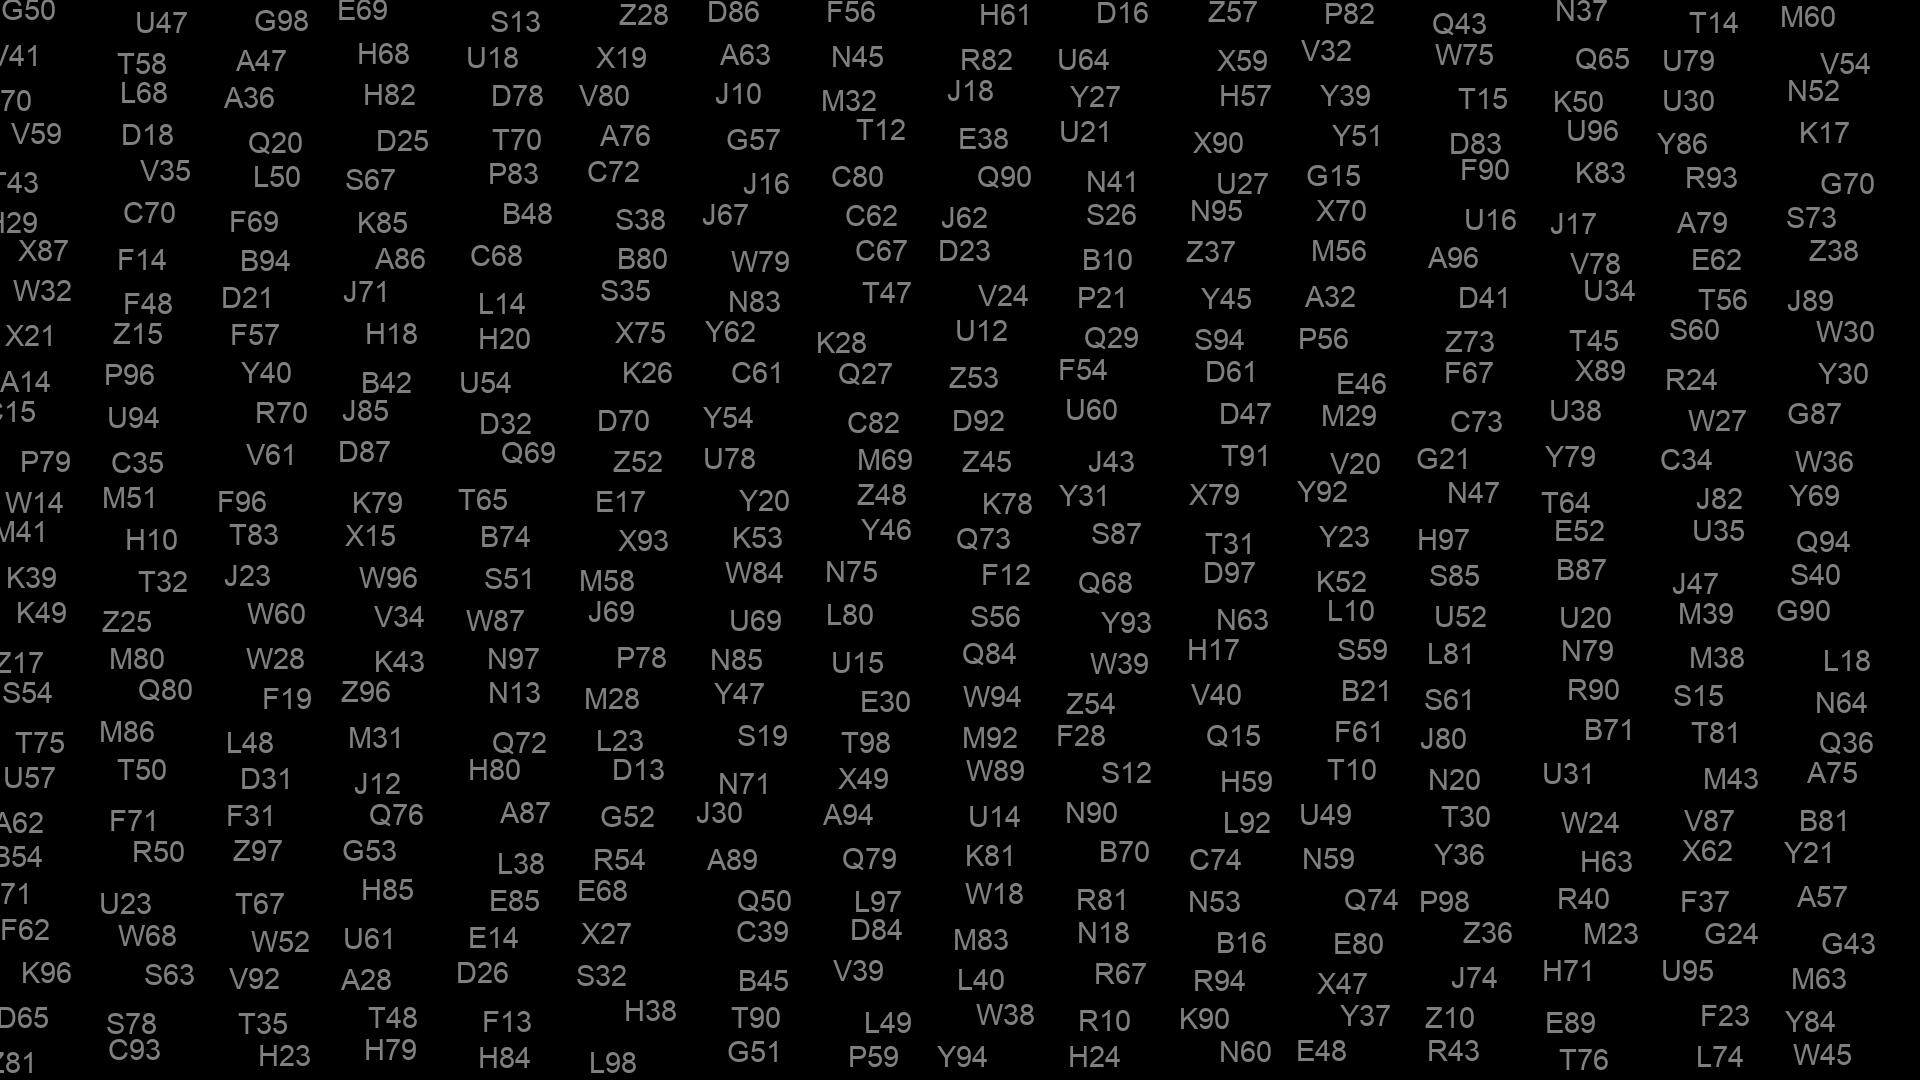 G50 U47 G98 E69 S13 Z28 D86 F56 H61 D16 Z57 P82 Q43 N37 T14 M60
V41 T58 A47 H68 U18 X19 A63 N45 R82 U64 X59 V32 W75 Q65 U79 V54
70 L68 A36 H82 D78 V80 J10 M32 J18 Y27 H57 Y39 T15 K50 U30 N52
V59 D18 Q20 D25 T70 A76 G57 T12 E38 U21 X90 Y51 D83 U96 Y86 K17
T43 V35 L50 S67 P83 C72 J16 C80 Q90 N41 U27 G15 F90 K83 R93 G70
H29 C70 F69 K85 B48 S38 J67 C62 J62 S26 N95 X70 U16 J17 A79 S73
X87 F14 B94 A86 C68 B80 W79 C67 D23 B10 Z37 M56 A96 V78 E62 Z38
W32 F48 D21 J71 L14 S35 N83 T47 V24 P21 Y45 A32 D41 U34 T56 J89
X21 Z15 F57 H18 H20 X75 Y62 K28 U12 Q29 S94 P56 Z73 T45 S60 W30
A14 P96 Y40 B42 U54 K26 C61 Q27 Z53 F54 D61 E46 F67 X89 R24 Y30
15 U94 R70 J85 D32 D70 Y54 C82 D92 U60 D47 M29 C73 U38 W27 G87
P79 C35 V61 D87 Q69 Z52 U78 M69 Z45 J43 T91 V20 G21 Y79 C34 W36
W14 M51 F96 K79 T65 E17 Y20 Z48 K78 Y31 X79 Y92 N47 T64 J82 Y69
M41 H10 T83 X15 B74 X93 K53 Y46 Q73 S87 T31 Y23 H97 E52 U35 Q94
K39 T32 J23 W96 S51 M58 W84 N75 F12 Q68 D97 K52 S85 B87 J47 S40
K49 Z25 W60 V34 W87 J69 U69 L80 S56 Y93 N63 L10 U52 U20 M39 G90
Z17 M80 W28 K43 N97 P78 N85 U15 Q84 W39 H17 S59 L81 N79 M38 L18
S54 Q80 F19 Z96 N13 M28 Y47 E30 W94 Z54 V40 B21 S61 R90 S15 N64
T75 M86 L48 M31 Q72 L23 S19 T98 M92 F28 Q15 F61 J80 B71 T81 Q36
U57 T50 D31 J12 H80 D13 N71 X49 W89 S12 H59 T10 N20 U31 M43 A75
A62 F71 F31 Q76 A87 G52 J30 A94 U14 N90 L92 U49 T30 W24 V87 B81
B54 R50 Z97 G53 L38 R54 A89 Q79 K81 B70 C74 N59 Y36 H63 X62 Y21
71 U23 T67 H85 E85 E68 Q50 L97 W18 R81 N53 Q74 P98 R40 F37 A57
F62 W68 W52 U61 E14 X27 C39 D84 M83 N18 B16 E80 Z36 M23 G24 G43
K96 S63 V92 A28 D26 S32 B45 V39 L40 R67 R94 X47 J74 H71 U95 M63
D65 S78 T35 T48 F13 H38 T90 L49 W38 R10 K90 Y37 Z10 E89 F23 Y84
Z81 C93 H23 H79 H84 L98 G51 P59 Y94 H24 N60 E48 R43 T76 L74 W45